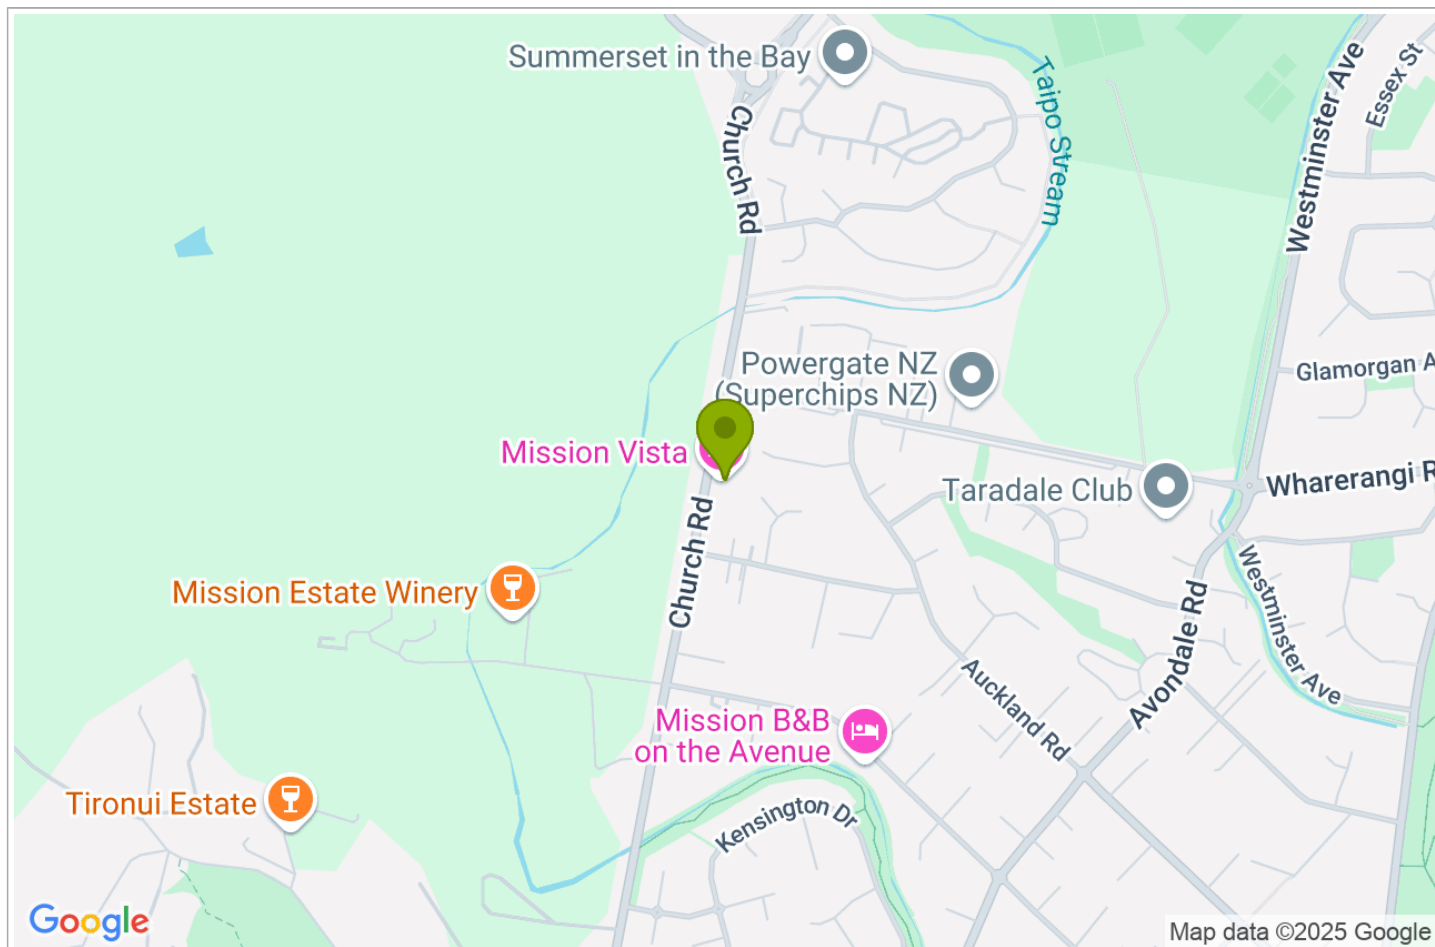 Summerset in the Bay
Church Rd
Taipo Stream
Westminster Ave
Essex St
Powergate NZ
(Superchips NZ)
Glamorgan A
Mission Vista
Taradale Club
Wharerangi R
Church Rd
Mission Estate Winery
Westminster Ave
Avondale Rd
Auckland Rd
Mission B&B
on the Avenue
Tironui Estate
Kensington Dr
Google
Map data ©2025 Google